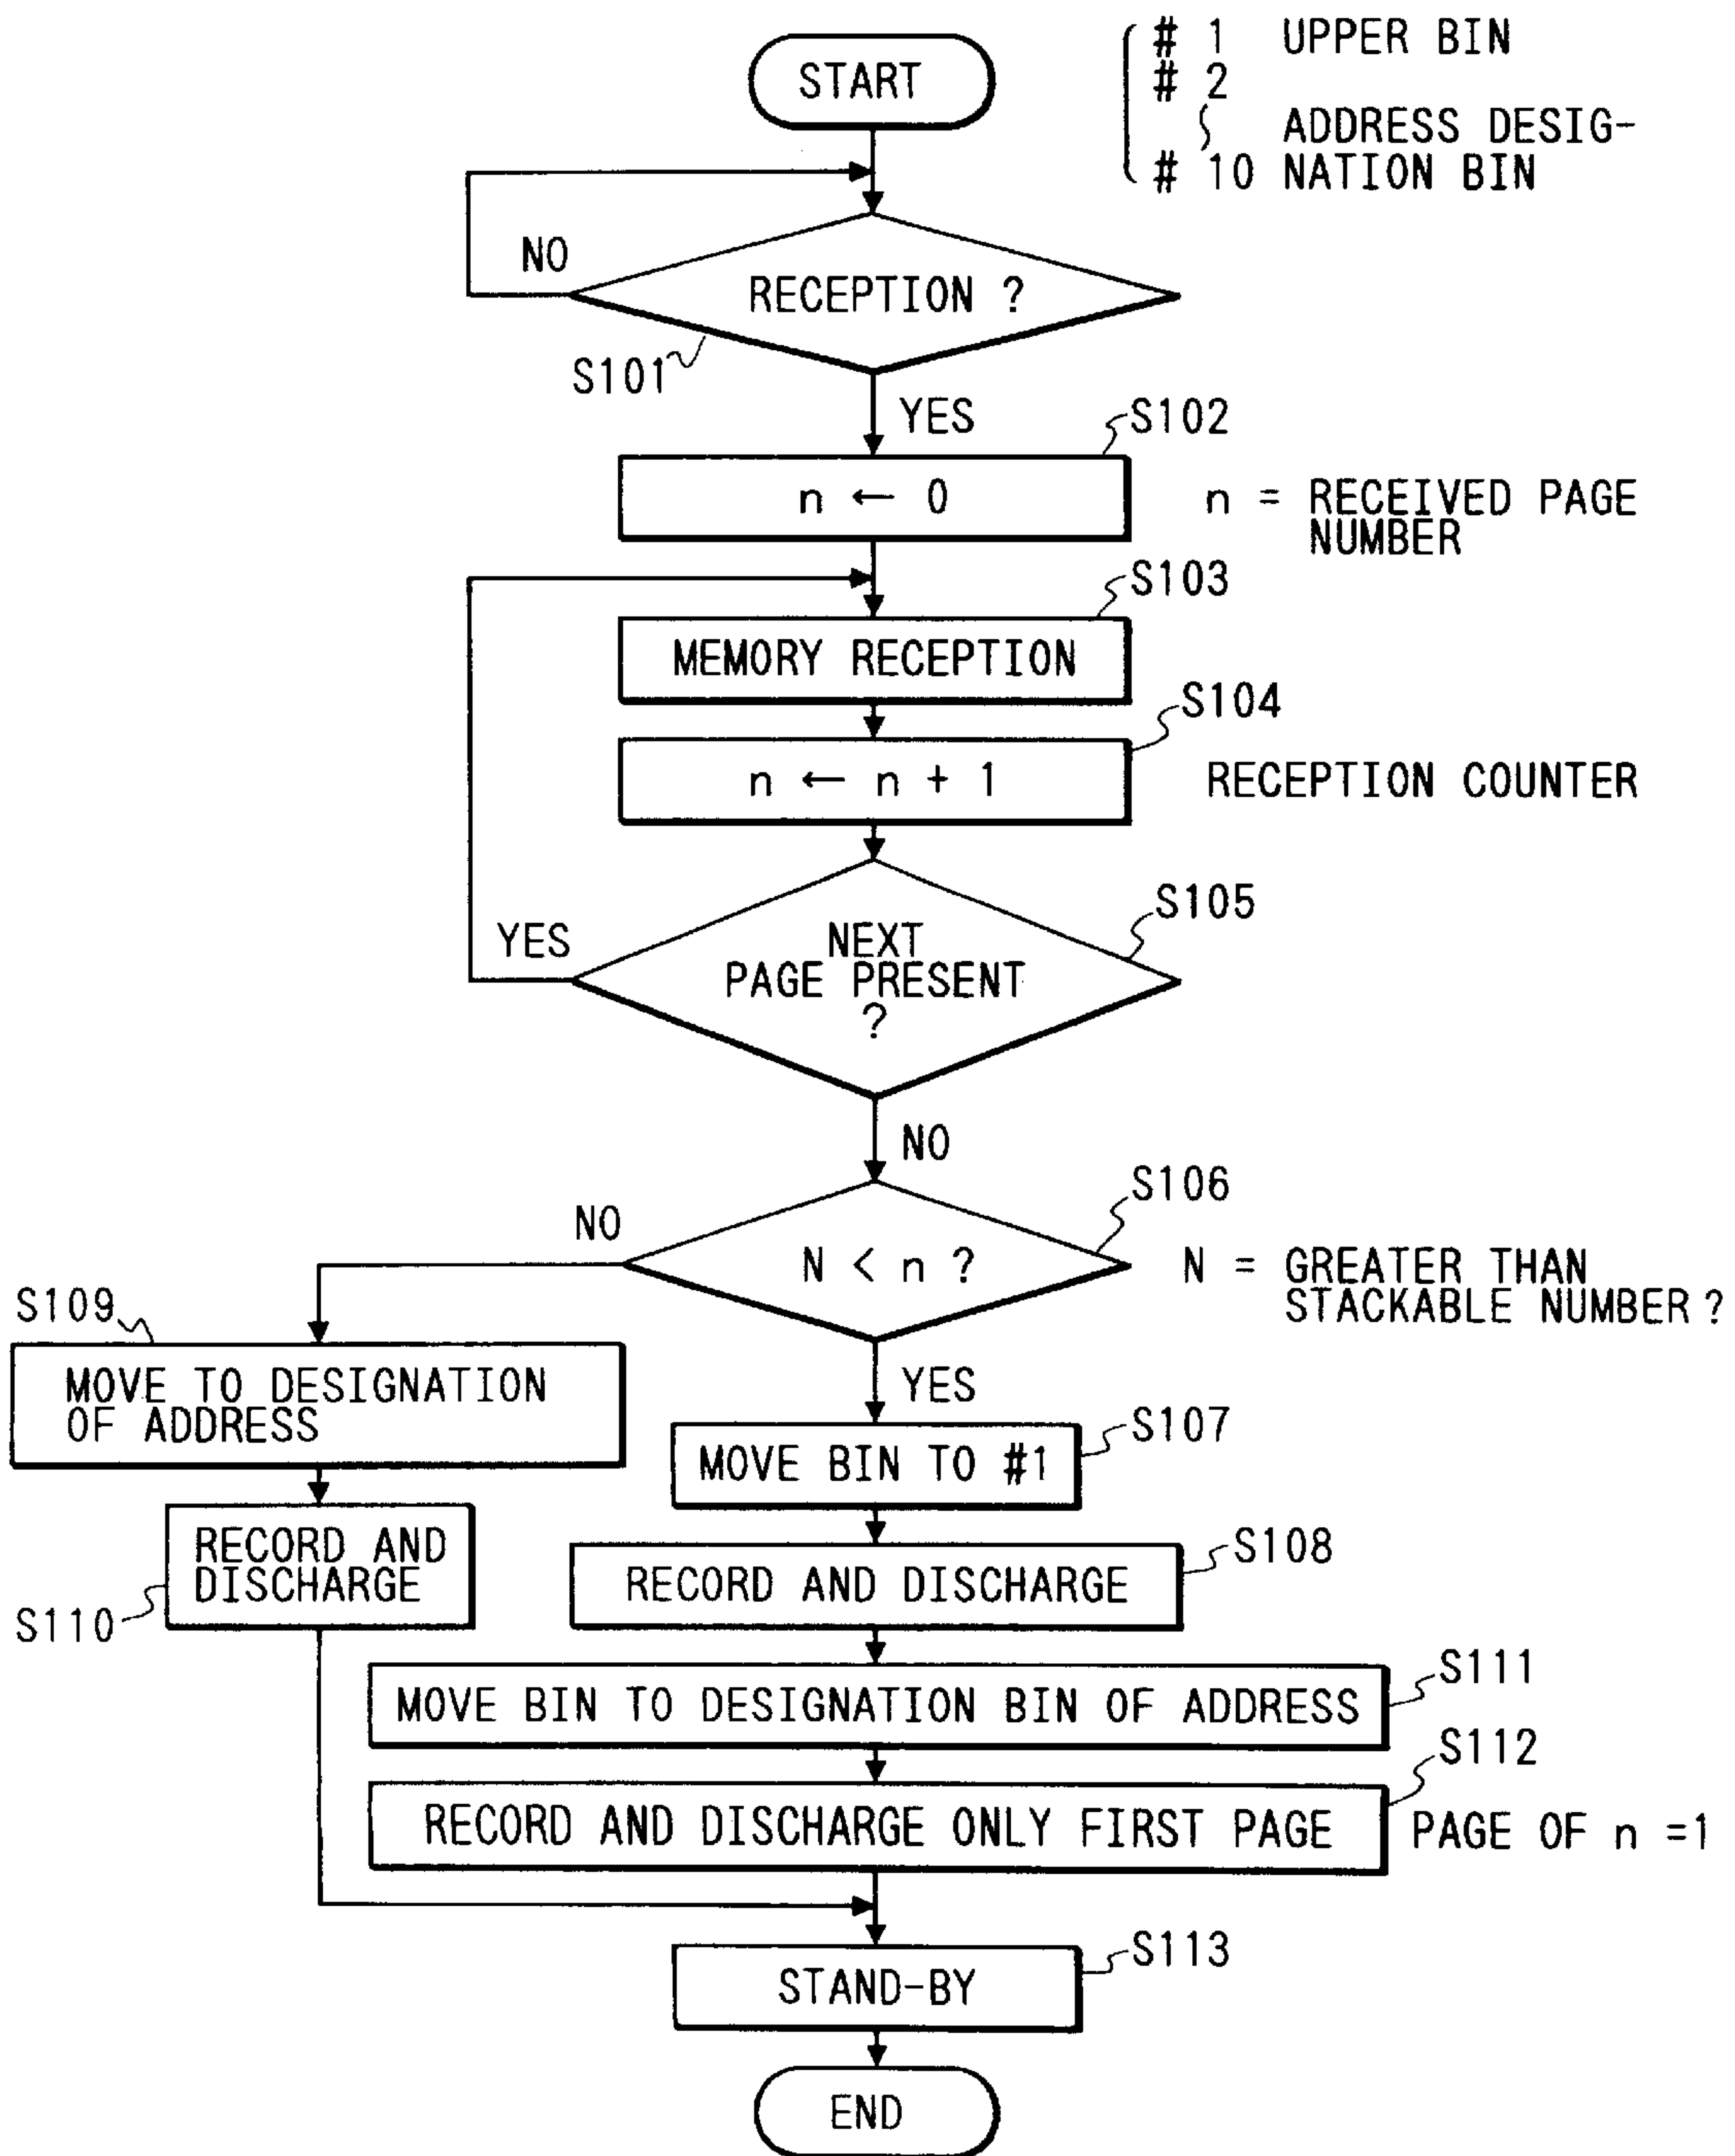 START
# 1 UPPER BIN
# 2
ADDRESS DESIG-
# 10 NATION BIN
NO
RECEPTION ?
S101
YES
S102
n ← 0
n = RECEIVED PAGE
NUMBER
S103
MEMORY RECEPTION
S104
n ← n + 1
RECEPTION COUNTER
S105
YES
NEXT
PAGE PRESENT
?
NO
S106
NO
N < n ?
N = GREATER THAN
STACKABLE NUMBER ?
S109
MOVE TO DESIGNATION
OF ADDRESS
YES
S107
MOVE BIN TO #1
RECORD AND
DISCHARGE
S110
S108
RECORD AND DISCHARGE
S111
MOVE BIN TO DESIGNATION BIN OF ADDRESS
S112
RECORD AND DISCHARGE ONLY FIRST PAGE
PAGE OF n =1
S113
STAND-BY
END